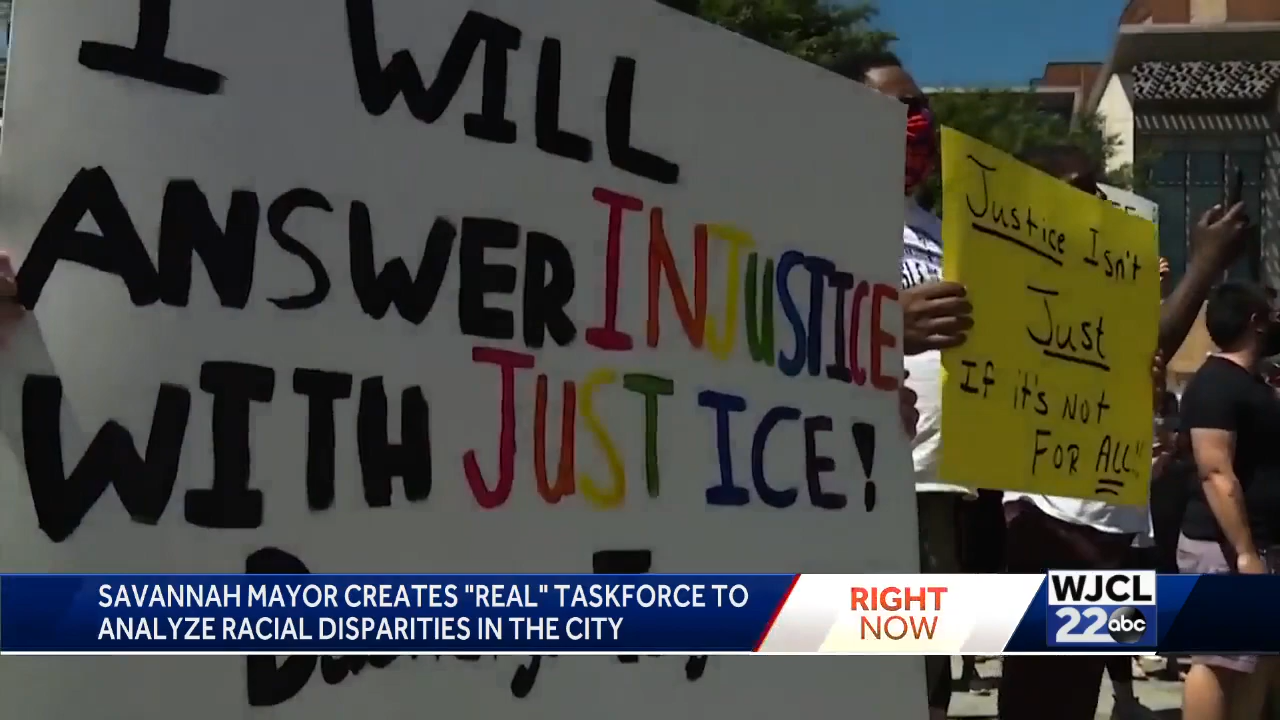 I WILL
ANSWER INJUSTICE
WITH JUSTICE!
Justice Isn't
Just
If it's Not
FOR ALL!!
SAVANNAH MAYOR CREATES "REAL" TASKFORCE TO
ANALYZE RACIAL DISPARITIES IN THE CITY
RIGHT
NOW
WJCL
22 abc